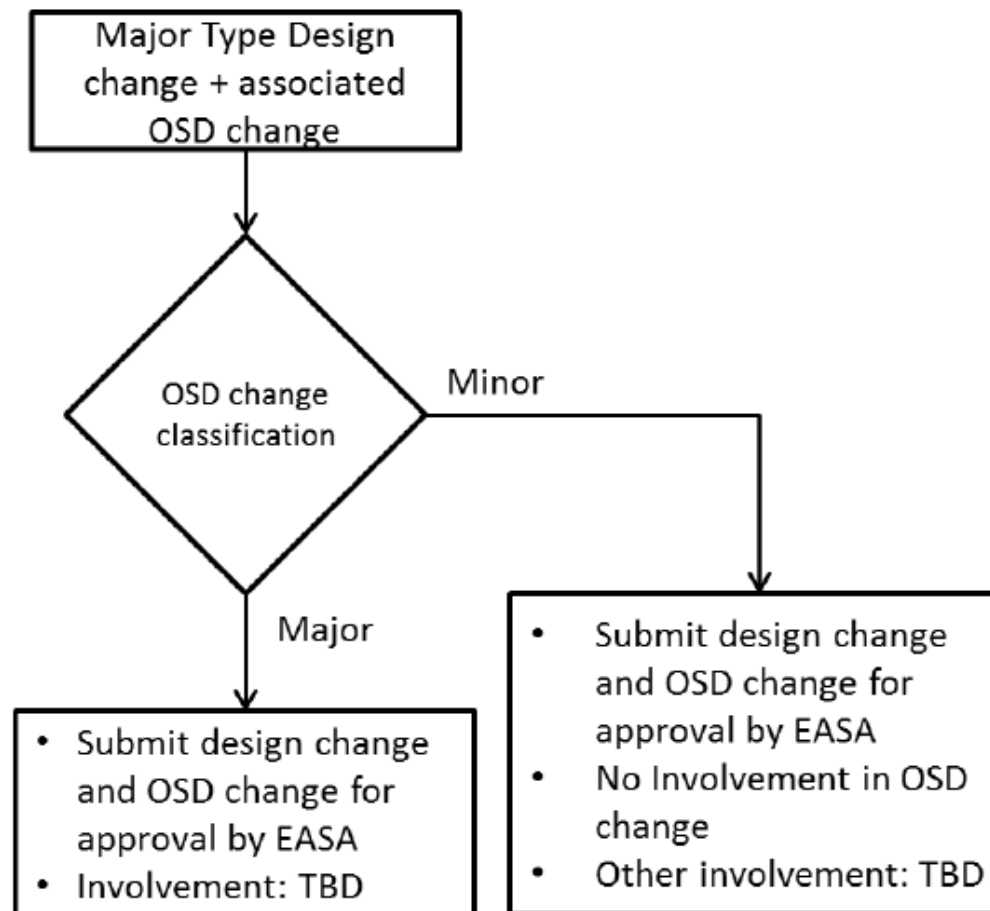 Major Type Design
change + associated
OSD change
OSD change
classification
Minor
Major
• Submit design change
and OSD change for
approval by EASA
• Involvement: TBD
• Submit design change
and OSD change for
approval by EASA
• No Involvement in OSD
change
• Other involvement: TBD